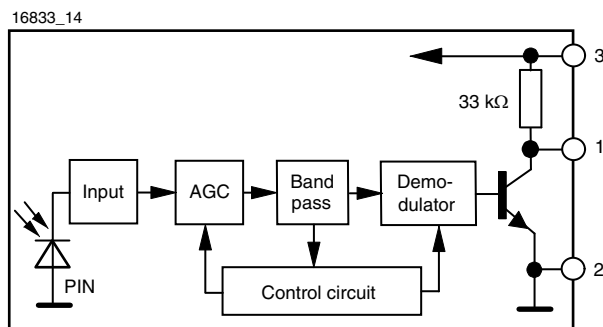 16833_14
3
33 kΩ
1
Input
AGC
Band
pass
Demo-
dulator
2
PIN
Control circuit